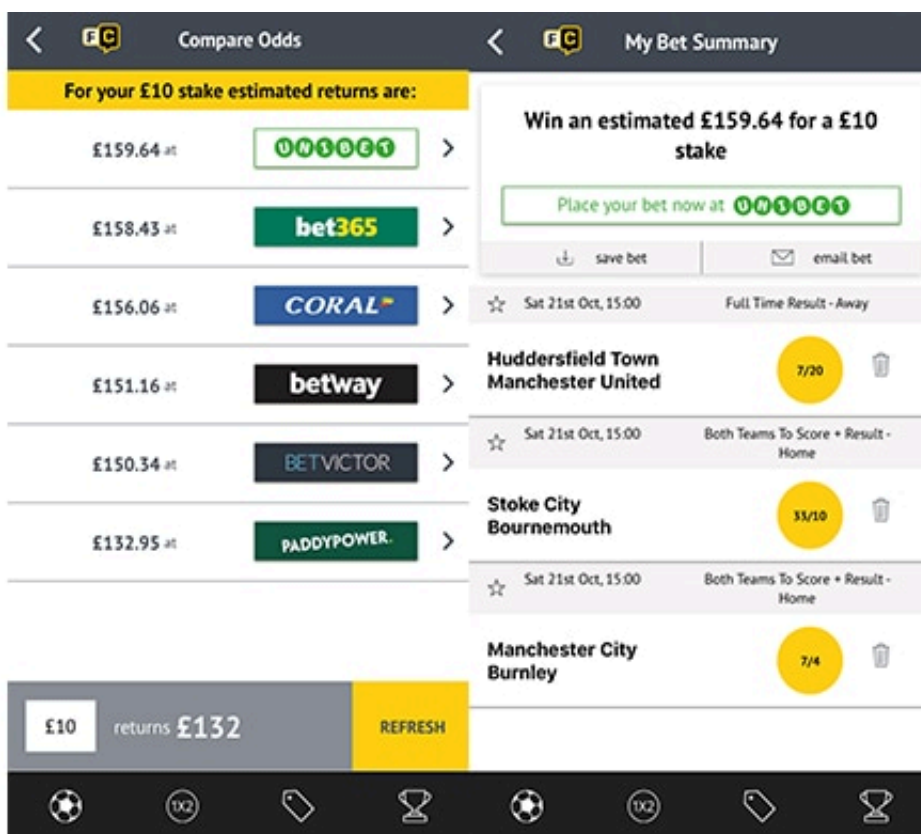 FC
Compare Odds
For your £10 stake estimated returns are:
£159.64 at
UNIBET
£158.43 at
bet365
£156.06 at
CORAL
£151.16 at
betway
£150.34 at
BETVICTOR
£132.95 at
PADDYPOWER.
£10
returns £132
REFRESH
1X2
FC
My Bet Summary
Win an estimated £159.64 for a £10
stake
Place your bet now at UNIBET
save bet
email bet
Sat 21st Oct, 15:00
Full Time Result - Away
Huddersfield Town
Manchester United
7/20
Sat 21st Oct, 15:00
Both Teams To Score + Result -
Home
Stoke City
Bournemouth
33/10
Sat 21st Oct, 15:00
Both Teams To Score + Result -
Home
Manchester City
Burnley
7/4
1X2